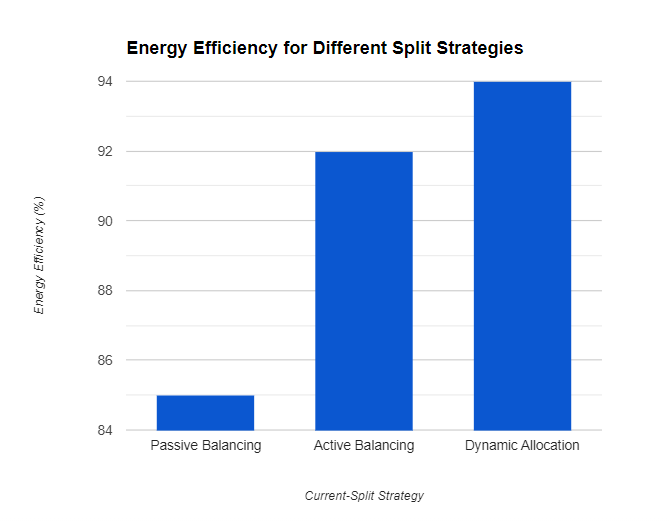 Energy Efficiency for Different Split Strategies
94
92
90
88
86
84
Energy Efficiency (%)
Passive Balancing
Active Balancing
Dynamic Allocation
Current-Split Strategy